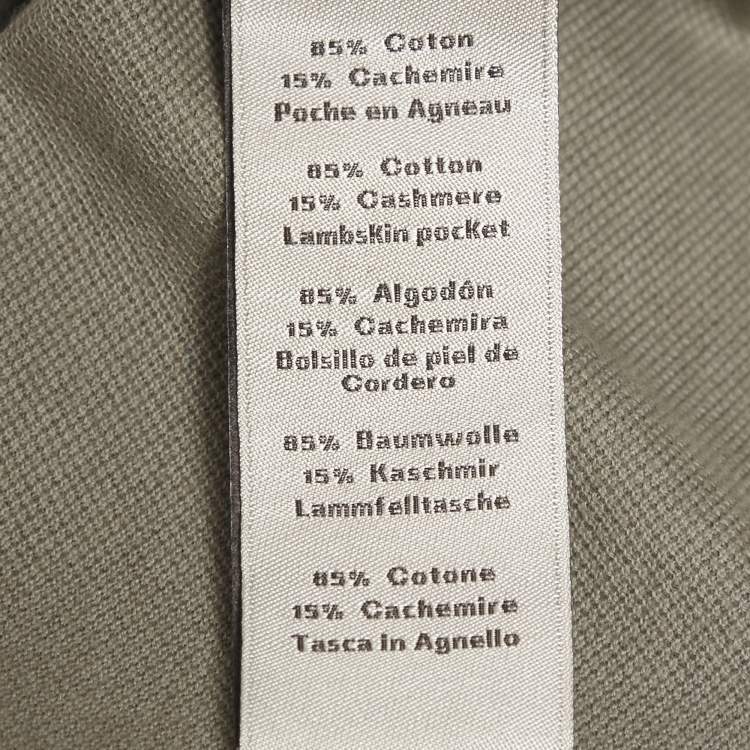 85% Coton
15% Cachemire
Poche en Agneau
85% Cotton
15% Cashmere
Lambskin pocket
85% Algodón
15% Cachemira
Bolsillo de piel de
Cordero
85% Baumwolle
15% Kaschmir
Lammfelltasche
85% Cotone
15% Cachemire
Tasca in Agnello